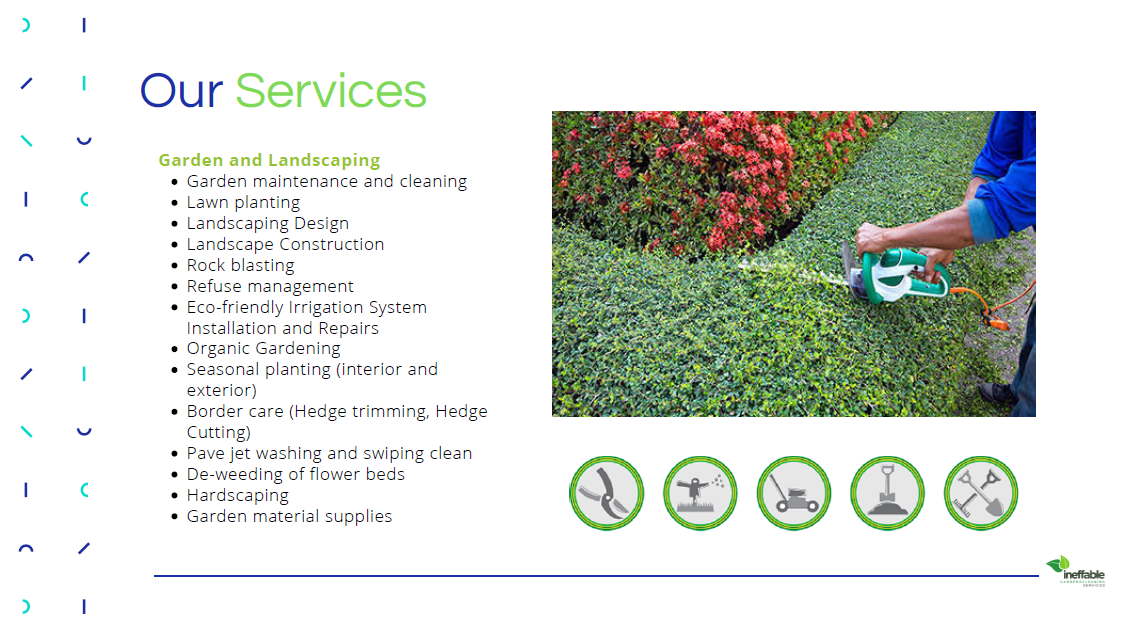 Our Services
Garden and Landscaping
• Garden maintenance and cleaning
• Lawn planting
• Landscaping Design
• Landscape Construction
• Rock blasting
• Refuse management
• Eco-friendly Irrigation System
Installation and Repairs
• Organic Gardening
• Seasonal planting (interior and
exterior)
• Border care (Hedge trimming, Hedge
Cutting)
• Pave jet washing and swiping clean
• De-weeding of flower beds
• Hardscaping
• Garden material supplies
ineffable
SERVICES